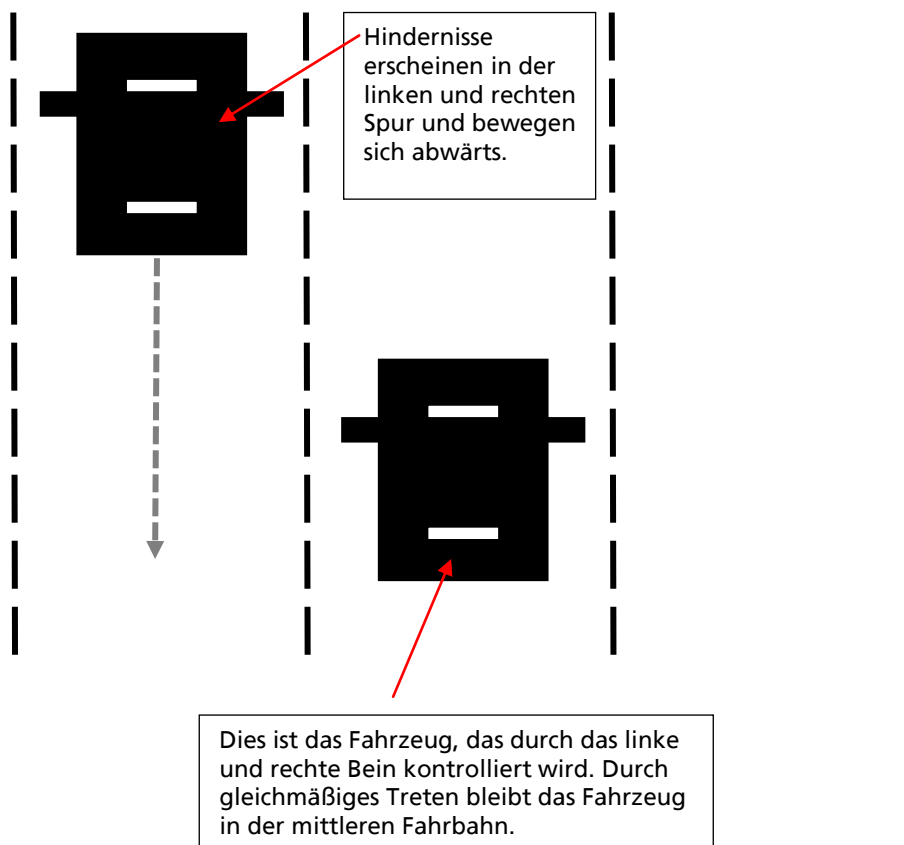 Hindernisse
erscheinen in der
linken und rechten
Spur und bewegen
sich abwärts.
Dies ist das Fahrzeug, das durch das linke
und rechte Bein kontrolliert wird. Durch
gleichmäßiges Treten bleibt das Fahrzeug
in der mittleren Fahrbahn.